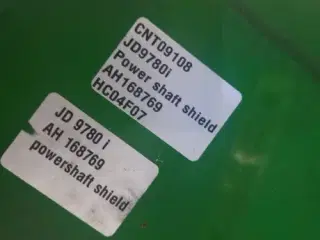 CNT09108
JD9780I
Power shaft shield
AH168769
HC04F07
JD 9780 i
AH 168769
powershaft shield